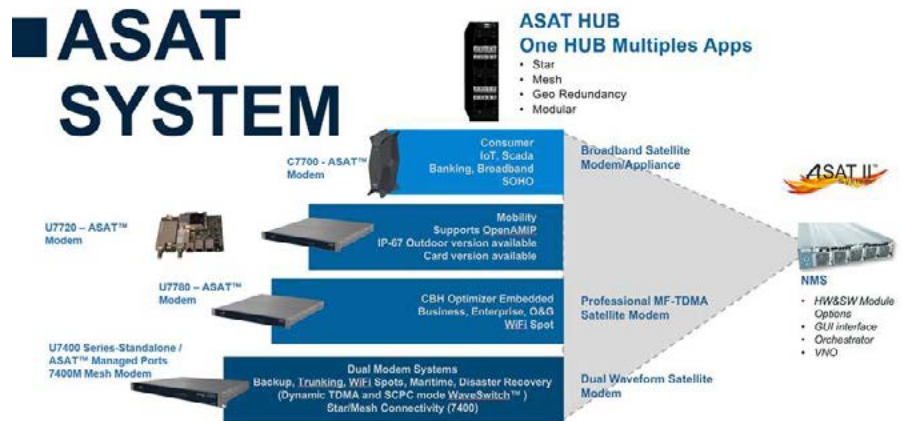 ASAT
SYSTEM
ASAT HUB
One HUB Multiples Apps
• Star
• Mesh
• Geo Redundancy
• Modular
C7700 - ASAT™
Modem
Consumer
IoT, Scada
Banking, Broadband
SOHO
Broadband Satellite
Modem/Appliance
ASAT II™
System
U7720 – ASAT™
Modem
Mobility
Supports OpenAMIP
IP-67 Outdoor version available
Card version available
U7780 – ASAT™
Modem
CBH Optimizer Embedded
Business, Enterprise, O&G
WiFi Spot
Professional MF-TDMA
Satellite Modem
NMS
• HW&SW Module
Options
• GUI interface
• Orchestrator
• VNO
U7400 Series-Standalone /
ASAT™ Managed Ports
7400M Mesh Modem
Dual Modem Systems
Backup, Trunking, WiFi Spots, Maritime, Disaster Recovery
(Dynamic TDMA and SCPC mode WaveSwitch™ )
Star/Mesh Connectivity (7400)
Dual Waveform Satellite
Modem